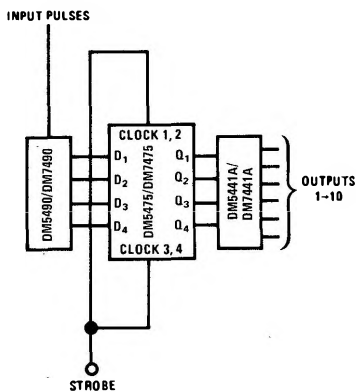 INPUT PULSES
DM5490/DM7490
D1
D2
D3
D4
CLOCK 1, 2
DM5475/DM7475
CLOCK 3, 4
Q1
Q2
Q3
Q4
DM5441A/
DM7441A
OUTPUTS
1→10
STROBE